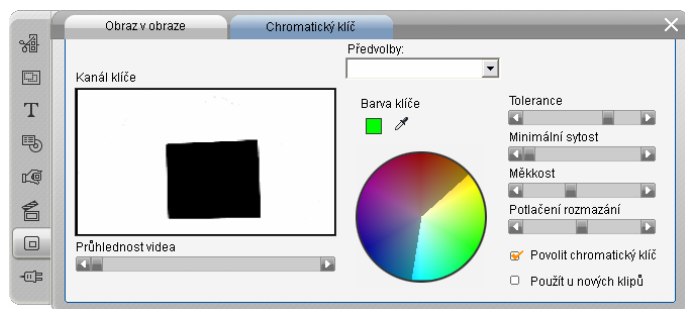 Obraz v obraze
Chromatický klíč
Předvolby:
Kanál klíče
Barva klíče
Tolerance
Minimální sytost
Měkkost
Potlačení rozmazání
Průhlednost videa
Povolit chromatický klíč
Použít u nových klipů
T